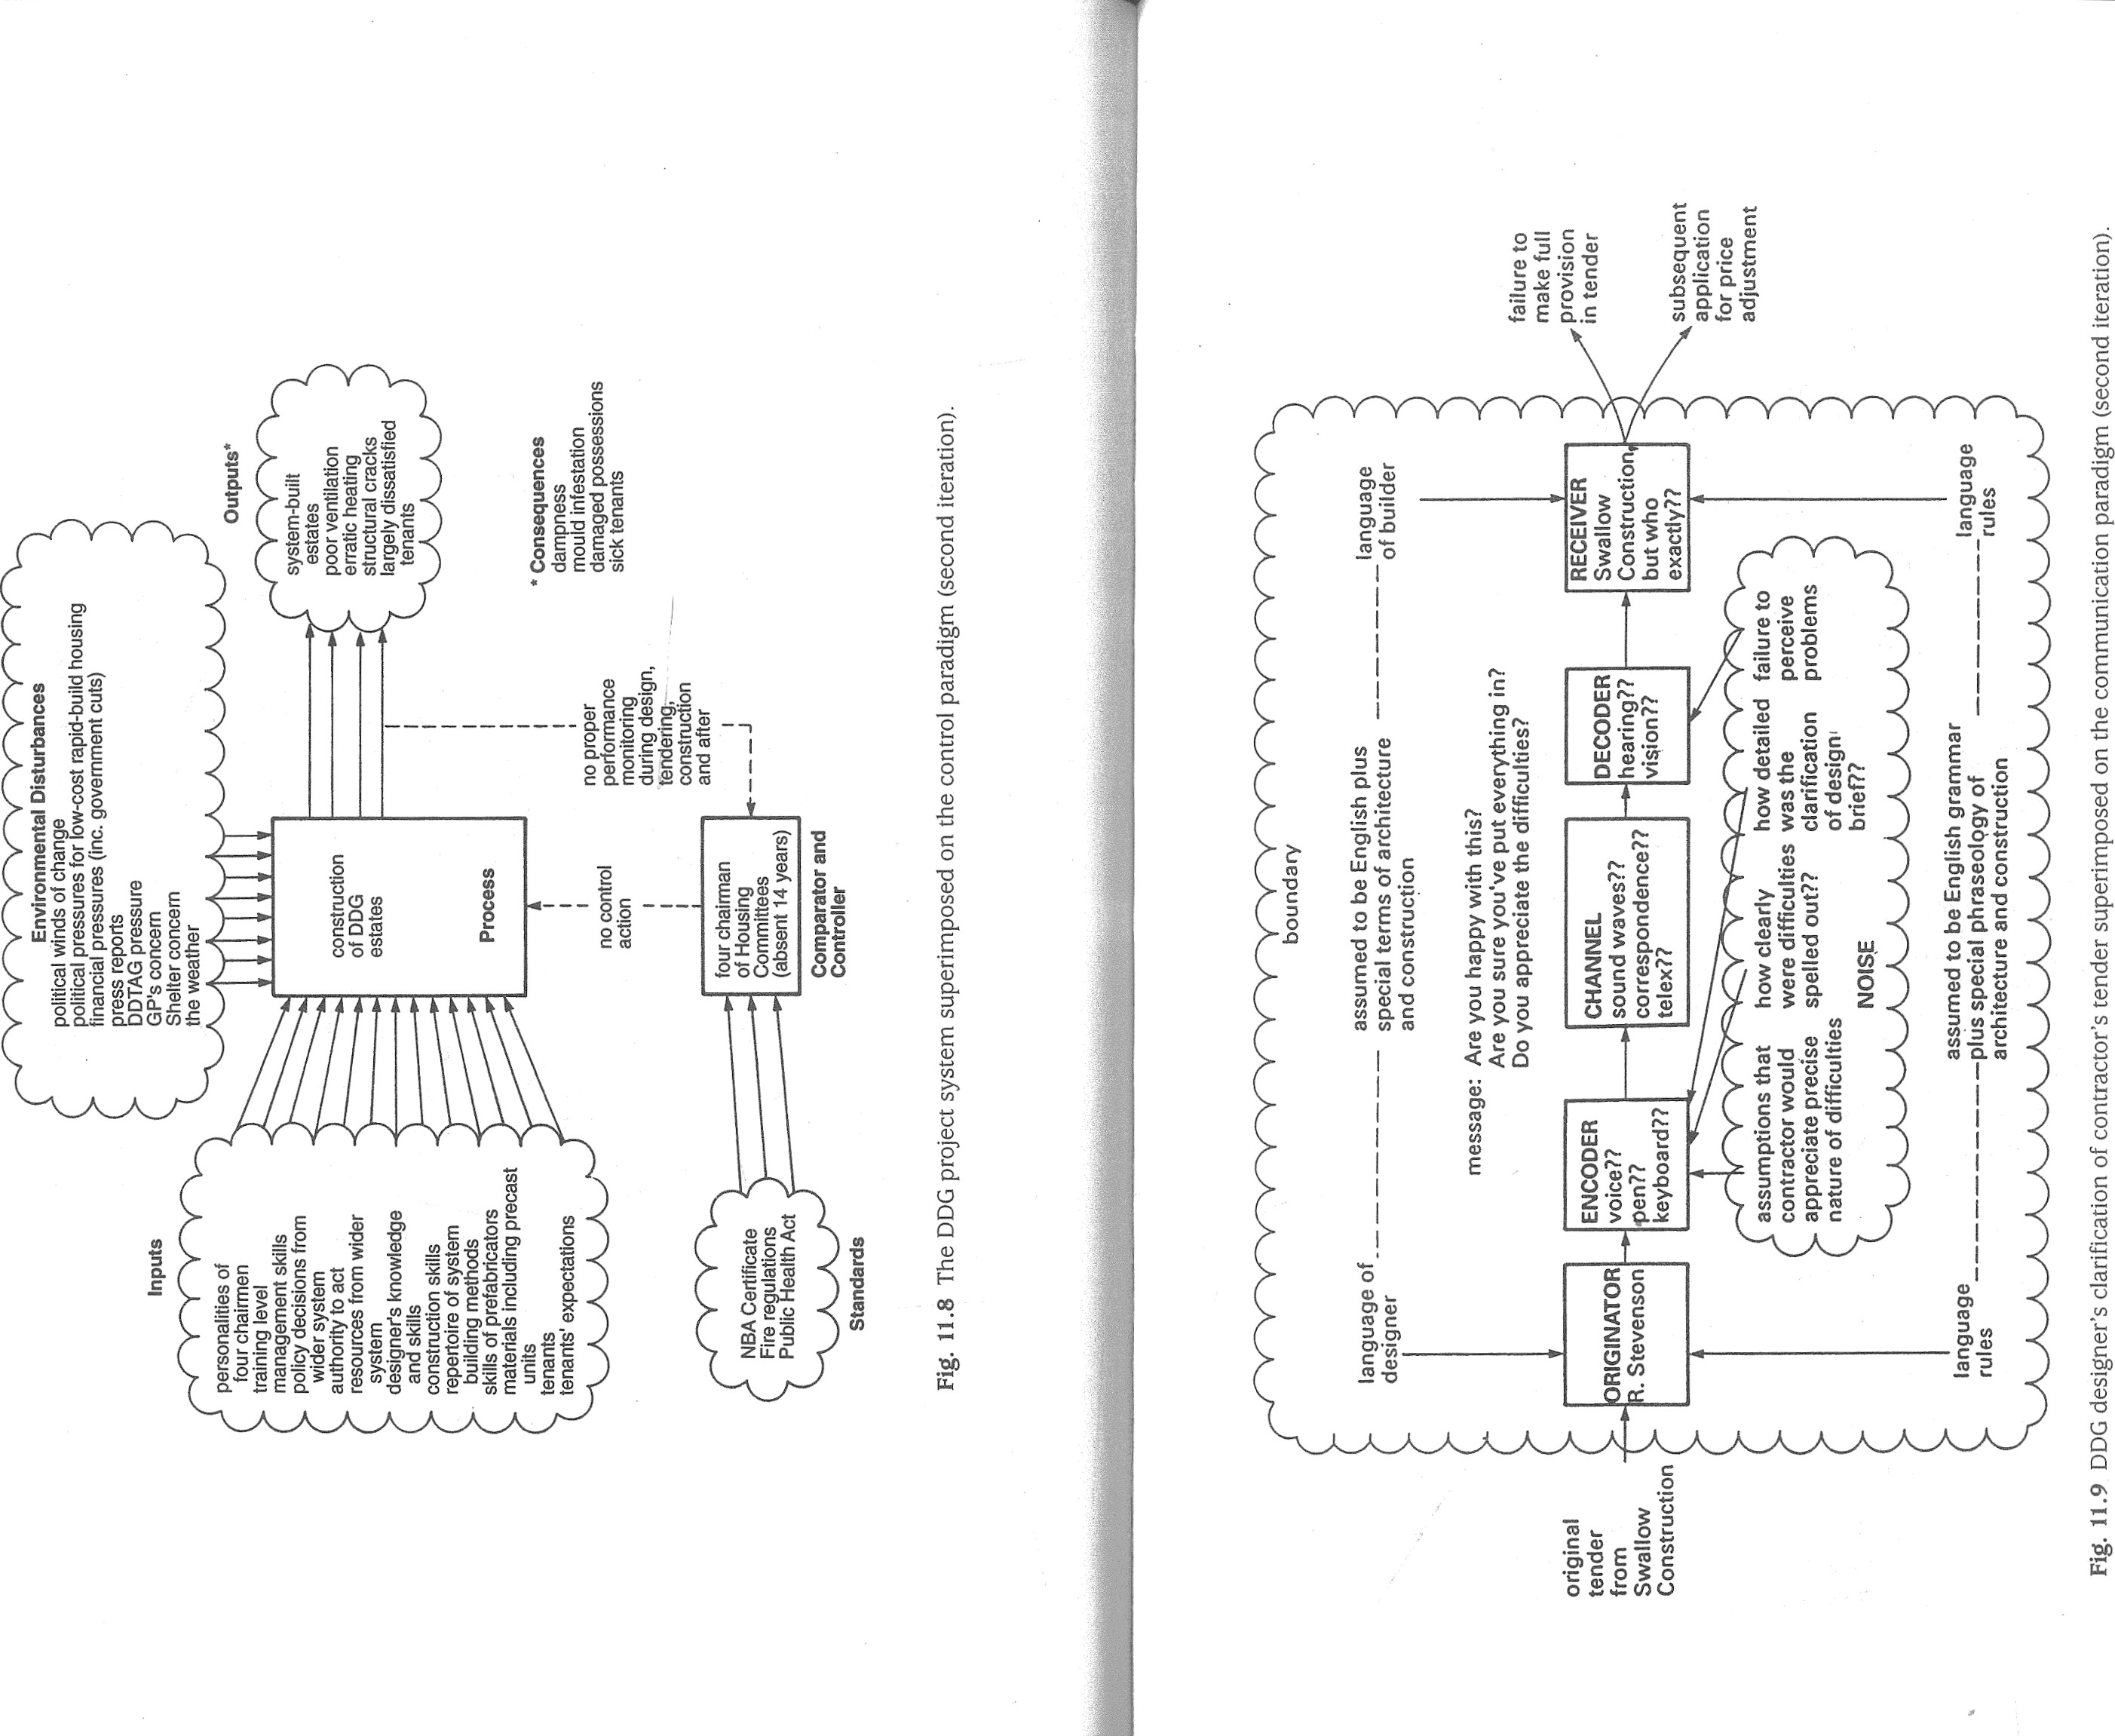 Environmental Disturbances
political winds of change
political pressures for low-cost rapid-build housing
financial pressures (inc. government cuts)
press reports
DDTAG pressure
GP's concern
Shelter concern
the weather
Inputs
personalities of
four chairmen
training level
management skills
policy decisions from
wider system
authority to act
resources from wider
system
designer's knowledge
and skills
construction skills
repertoire of system
building methods
skills of prefabricators
materials including precast
units
tenants
tenants' expectations
construction
of DDG
estates
Process
Outputs*
system-built
estates
poor ventilation
erratic heating
structural cracks
largely dissatisfied
tenants
* Consequences
dampness
mould infestation
damaged possessions
sick tenants
no control
action
no proper
performance
monitoring
during design,
tendering,
construction
and after
NBA Certificate
Fire regulations
Public Health Act
Standards
four chairman
of Housing
Committees
(absent 14 years)
Comparator and
Controller
Fig. 11.8 The DDG project system superimposed on the control paradigm (second iteration).
boundary
language of
designer
assumed to be English plus
special terms of architecture
and construction
language
of builder
message: Are you happy with this?
Are you sure you've put everything in?
Do you appreciate the difficulties?
original
tender
from
Swallow
Construction
ORIGINATOR
R. Stevenson
ENCODER
voice??
pen??
keyboard??
CHANNEL
sound waves??
correspondence??
telex??
DECODER
hearing??
vision??
RECEIVER
Swallow
Construction,
but who
exactly??
failure to
make full
provision
in tender
subsequent
application
for price
adjustment
assumptions that
contractor would
appreciate precise
nature of difficulties
how clearly
were difficulties
spelled out??
how detailed
was the
clarification
of design
brief??
failure to
perceive
problems
NOISE
language
rules
assumed to be English grammar
plus special phraseology of
architecture and construction
language
rules
Fig. 11.9 DDG designer's clarification of contractor's tender superimposed on the communication paradigm (second iteration).